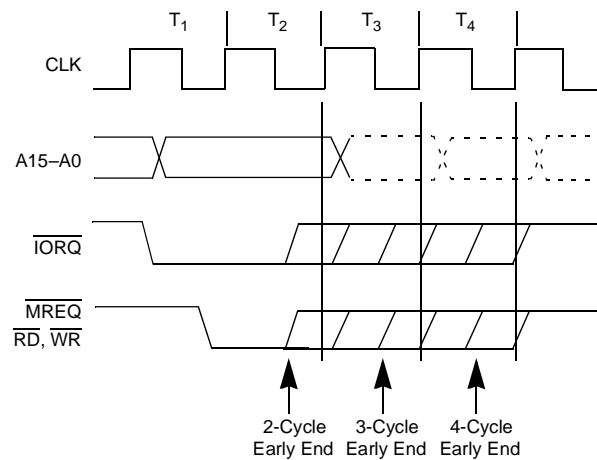 T1 T2 T3 T4
CLK
A15–A0
IORQ
MREQ
RD, WR
2-Cycle 3-Cycle 4-Cycle
Early End Early End Early End